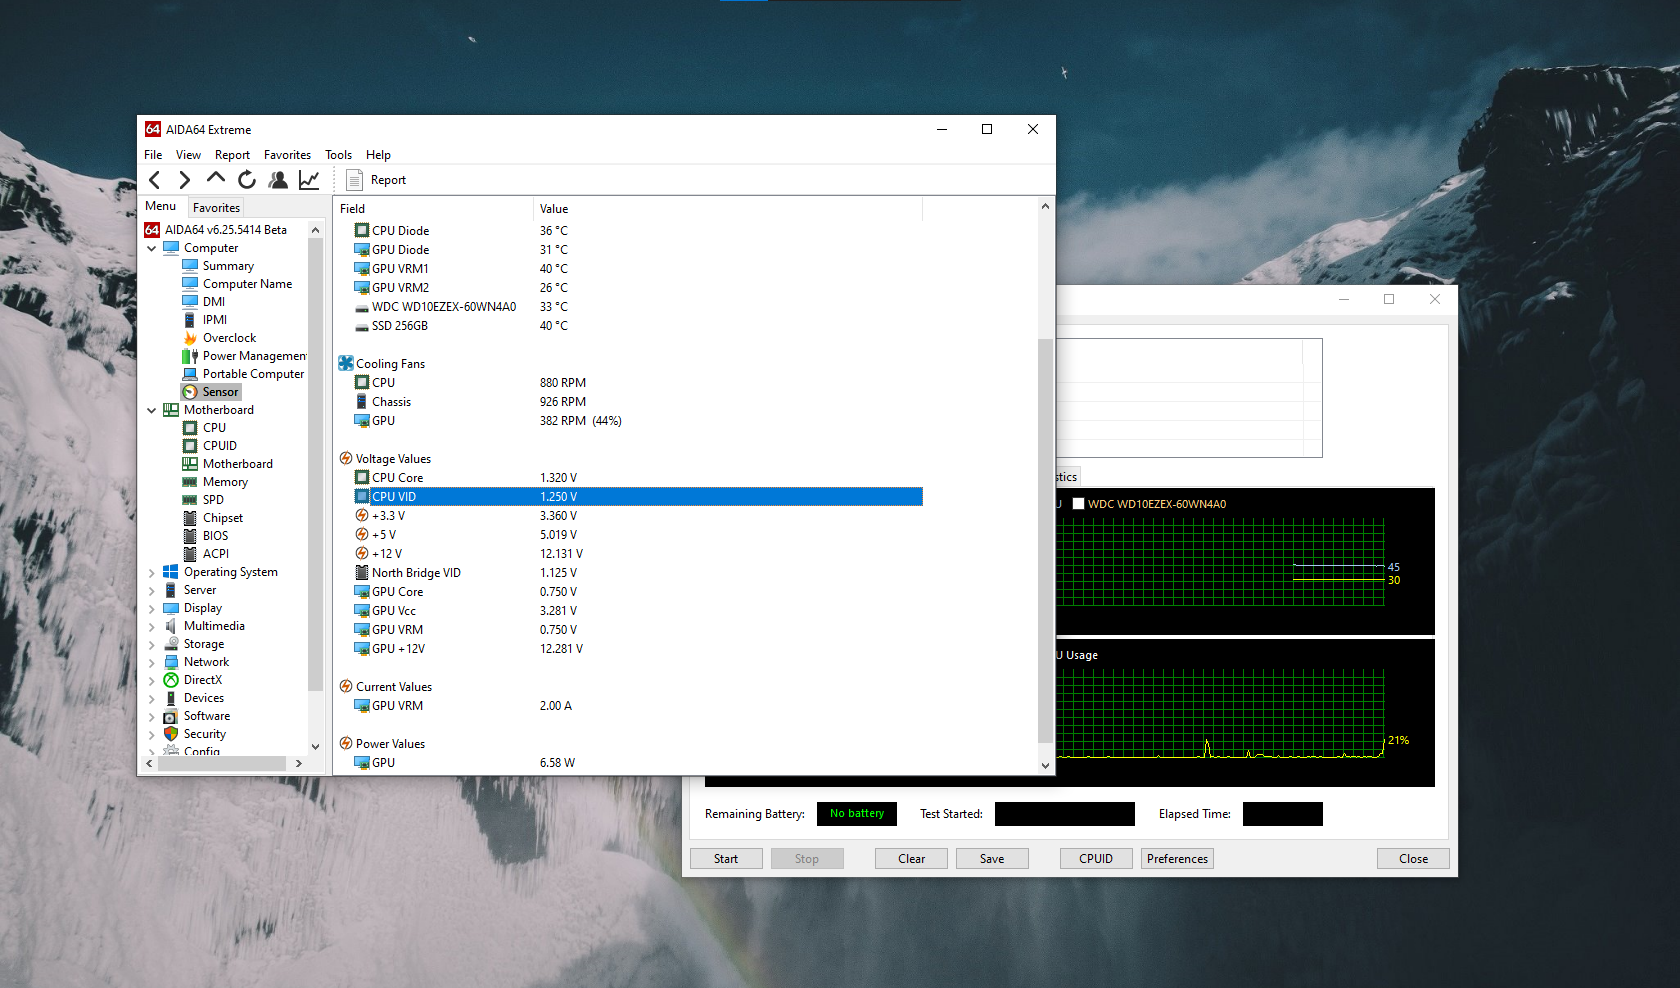 AIDA64 Extreme
File View Report Favorites Tools Help
Report
Menu Favorites
Field Value
AIDA64 v6.25.5414 Beta
Computer
Summary
Computer Name
DMI
IPMI
Overclock
Power Managemen
Portable Computer
Sensor
Motherboard
CPU
CPUID
Motherboard
Memory
SPD
Chipset
BIOS
ACPI
Operating System
Server
Display
Multimedia
Storage
Network
DirectX
Devices
Software
Security
Config
CPU Diode 36 °C
GPU Diode 31 °C
GPU VRM1 40 °C
GPU VRM2 26 °C
WDC WD10EZEX-60WN4A0 33 °C
SSD 256GB 40 °C
Cooling Fans
CPU 880 RPM
Chassis 926 RPM
GPU 382 RPM (44%)
Voltage Values
CPU Core 1.320 V
CPU VID 1.250 V
+3.3 V 3.360 V
+5 V 5.019 V
+12 V 12.131 V
North Bridge VID 1.125 V
GPU Core 0.750 V
GPU Vcc 3.281 V
GPU VRM 0.750 V
GPU +12V 12.281 V
Current Values
GPU VRM 2.00 A
Power Values
GPU 6.58 W
stics
U WDC WD10EZEX-60WN4A0
45
30
U Usage
21%
Remaining Battery: No battery Test Started: Elapsed Time:
Start Stop Clear Save CPUID Preferences Close